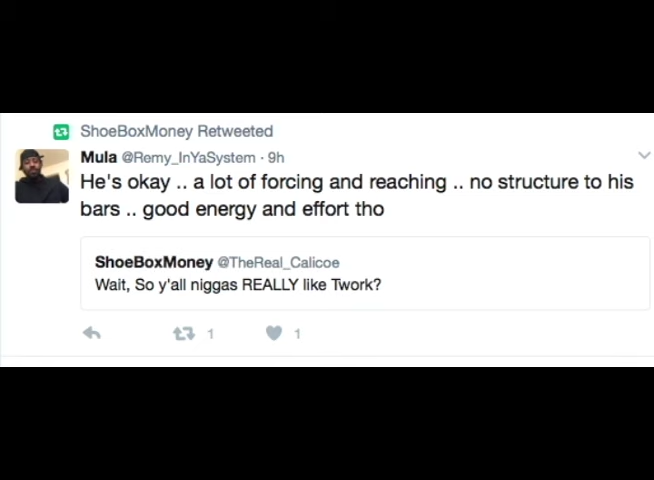 ShoeBoxMoney Retweeted
Mula @Remy_InYaSystem · 9h
He's okay .. a lot of forcing and reaching .. no structure to his
bars .. good energy and effort tho
ShoeBoxMoney @TheReal_Calicoe
Wait, So y'all niggas REALLY like Twork?
1 1